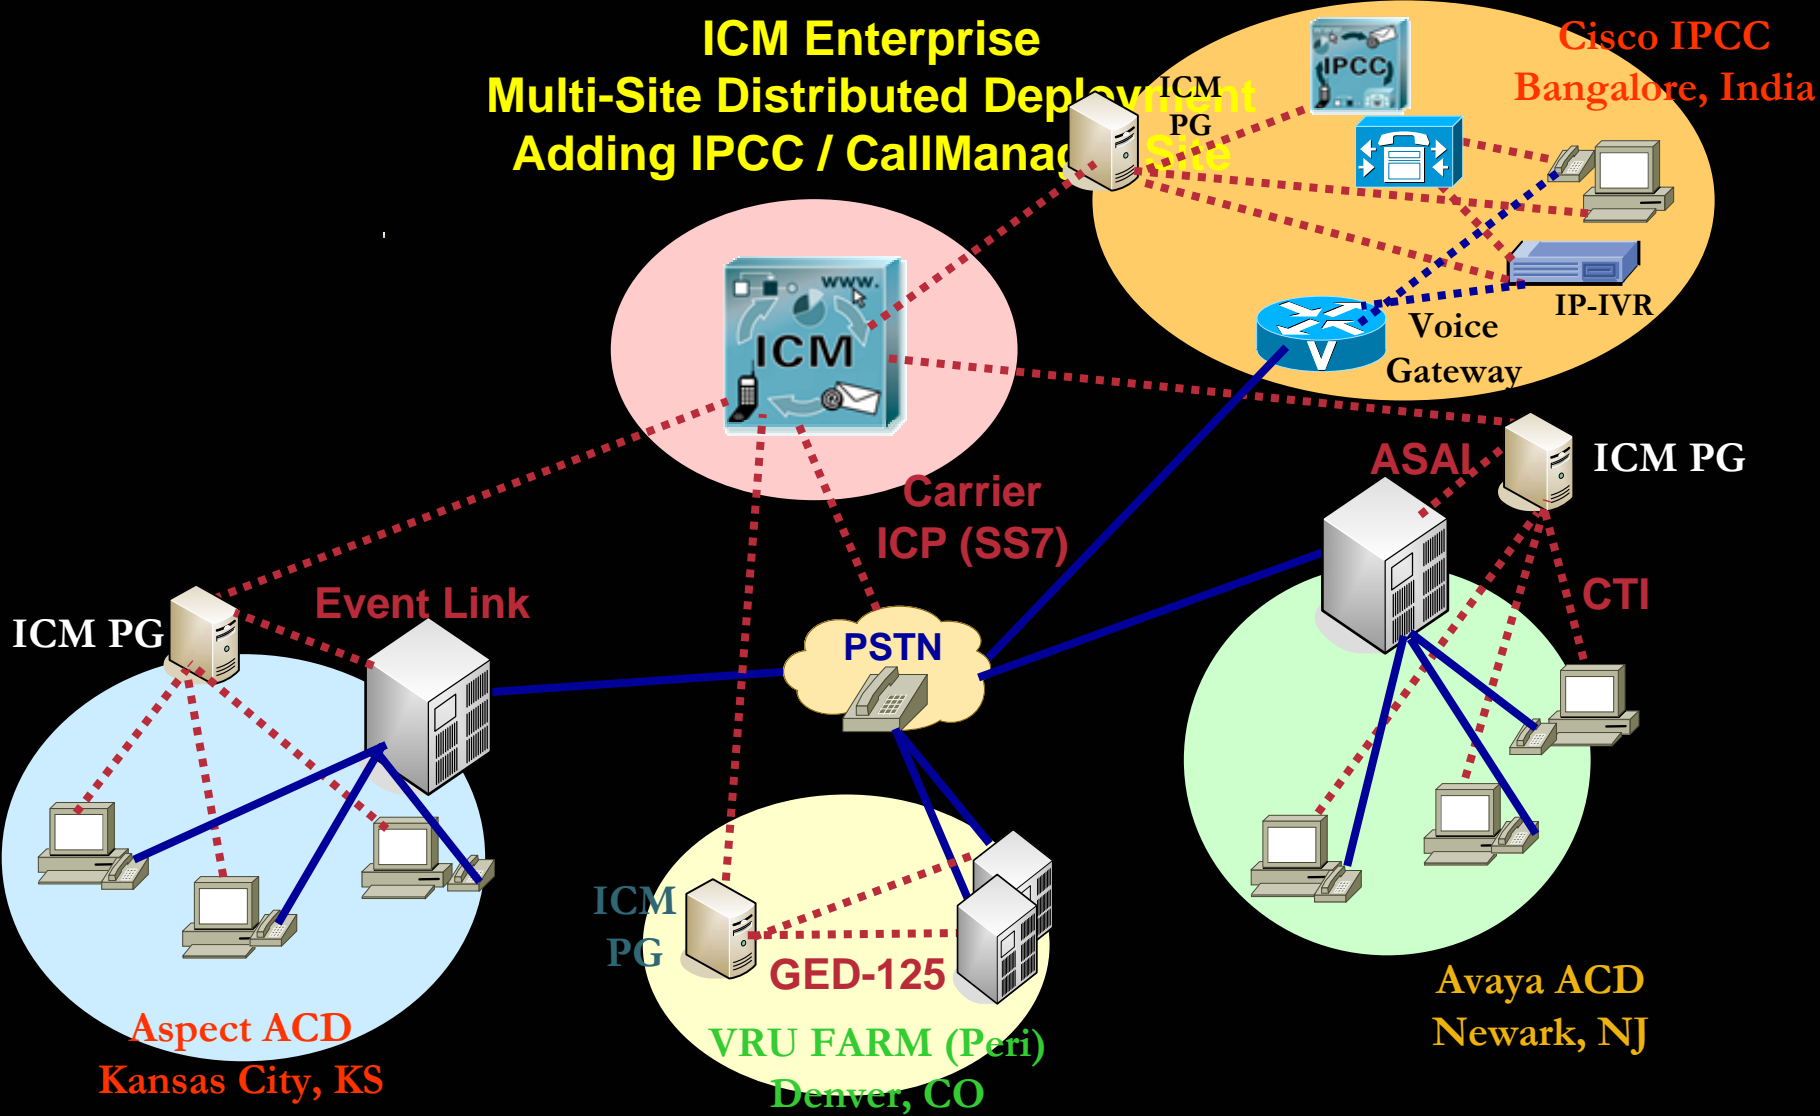 ICM Enterprise
Multi-Site Distributed Deployment
Adding IPCC / CallManager Site
Cisco IPCC
Bangalore, India
IPCC
ICM
PG
IP-IVR
Voice
Gateway
V
www.
ICM
@
ASAI
ICM PG
Carrier
ICP (SS7)
CTI
Event Link
ICM PG
PSTN
ICM
PG
GED-125
Avaya ACD
Newark, NJ
Aspect ACD
Kansas City, KS
VRU FARM (Peri)
Denver, CO